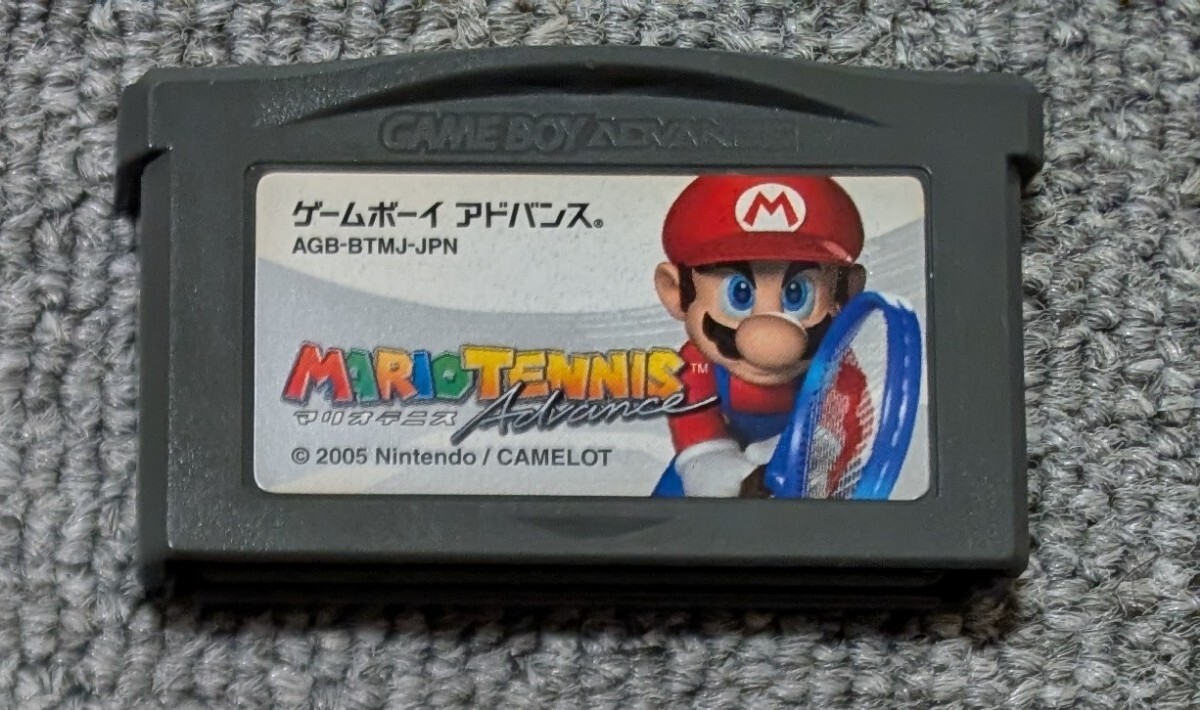 GAME BOY ADVANCE
ゲームボーイ アドバンス®
AGB-BTMJ-JPN
M
MARIO TENNIS™
マリオテニス Advance
© 2005 Nintendo / CAMELOT